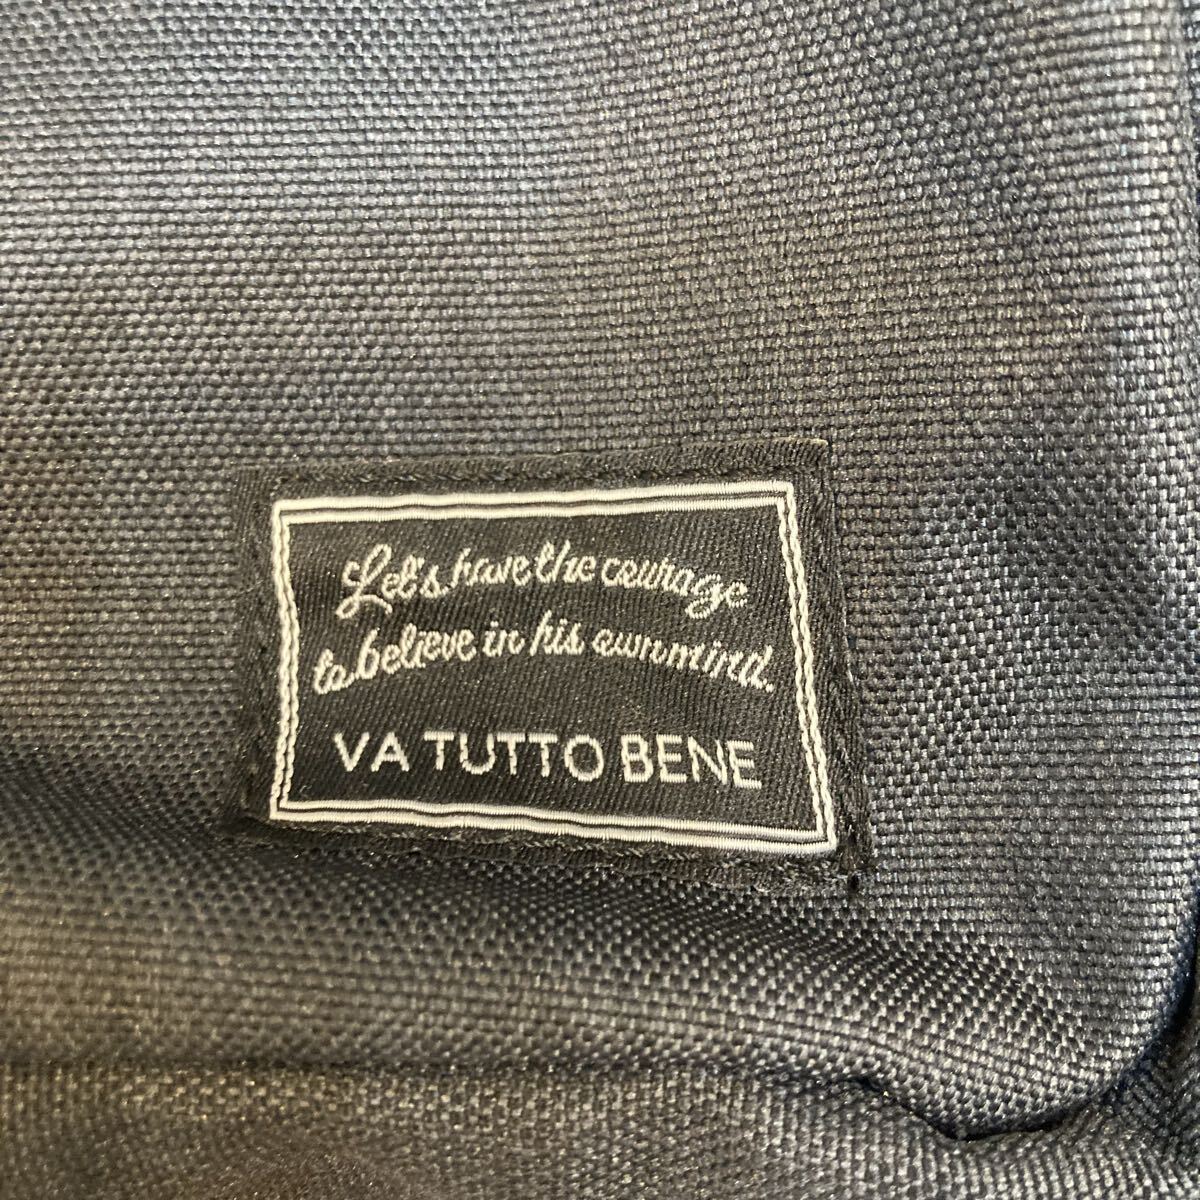 Let's have the courage
to believe in his own mind.
VA TUTTO BENE